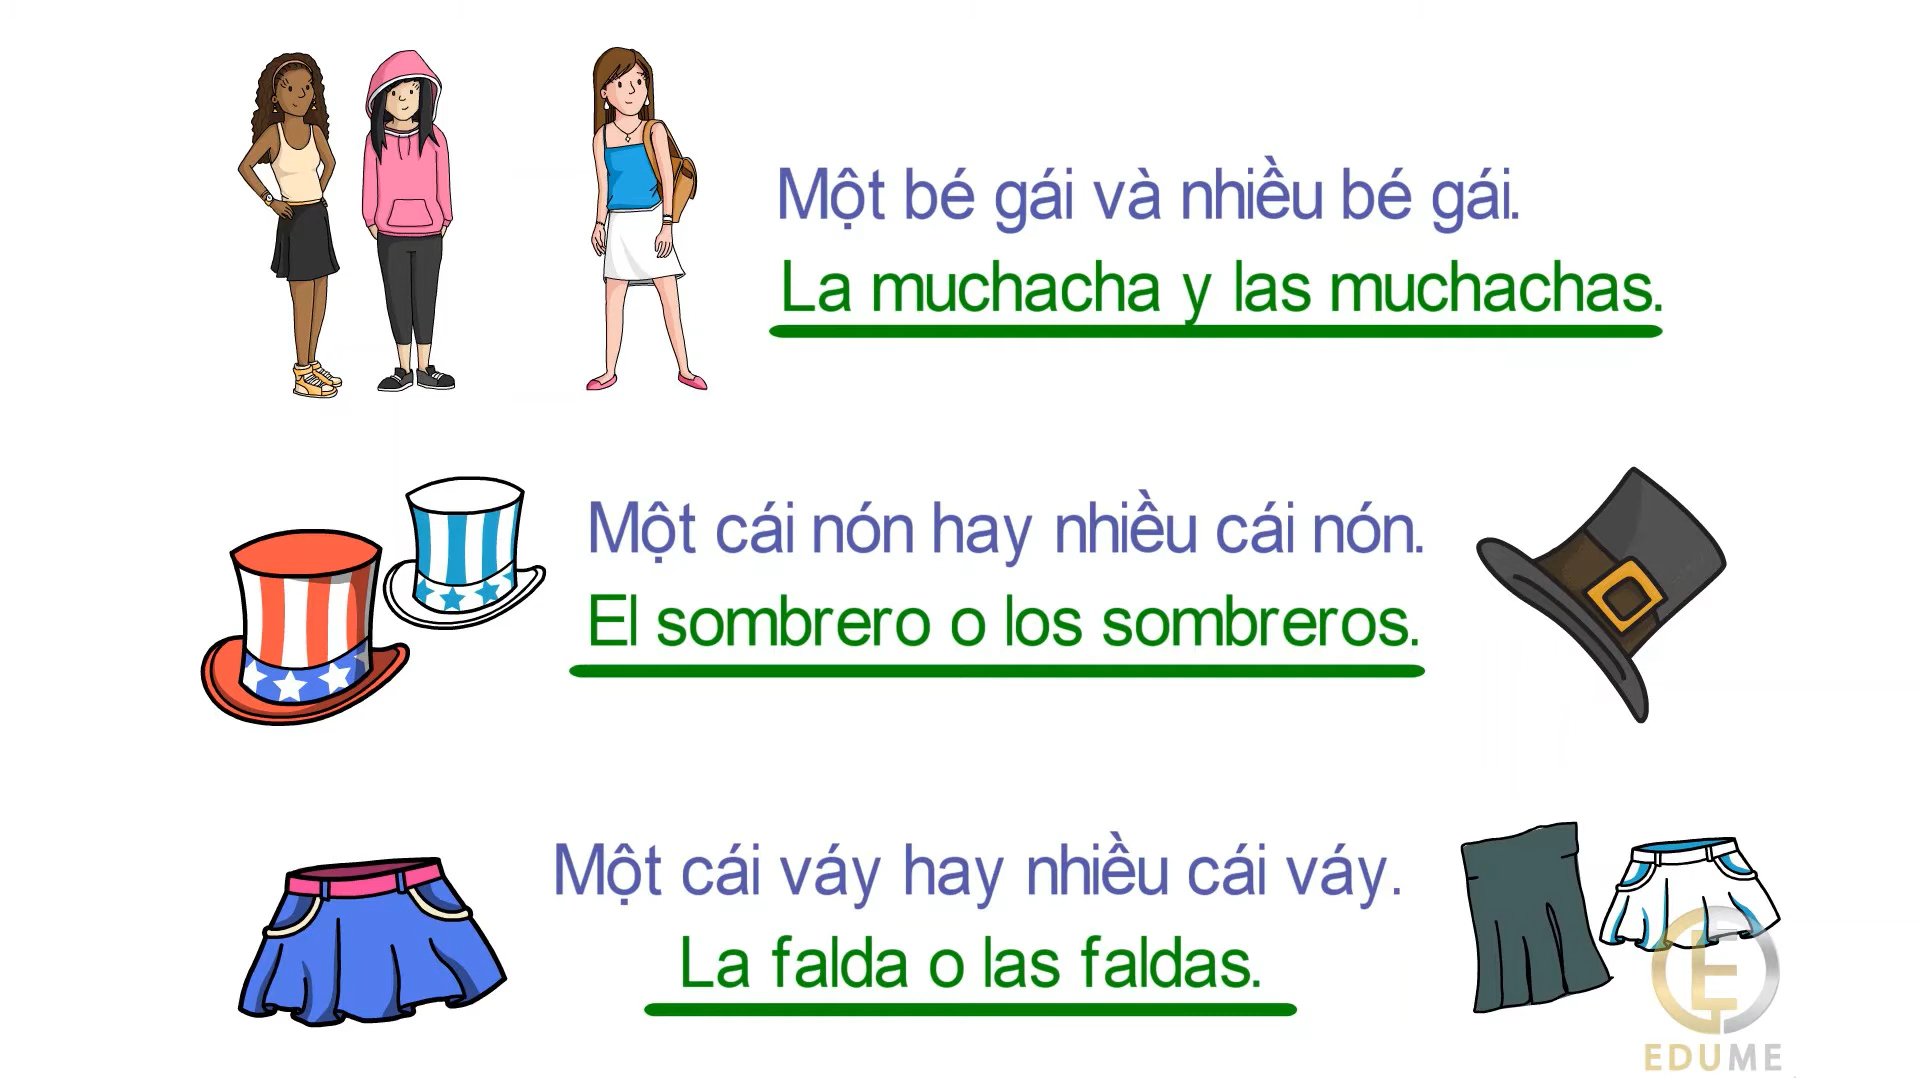 Một bé gái và nhiều bé gái.
La muchacha y las muchachas.
Một cái nón hay nhiều cái nón.
El sombrero o los sombreros.
Một cái váy hay nhiều cái váy.
La falda o las faldas.
EDUME